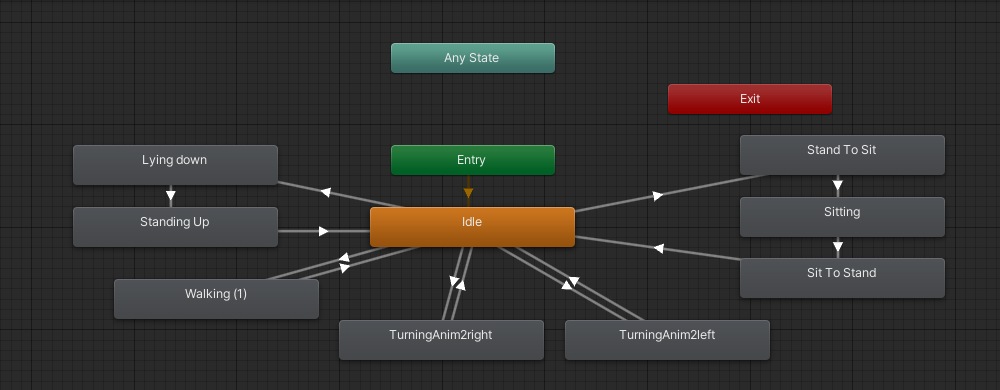 Any State
Exit
Lying down
Entry
Stand To Sit
Standing Up
Idle
Sitting
Sit To Stand
Walking (1)
TurningAnim2right
TurningAnim2left